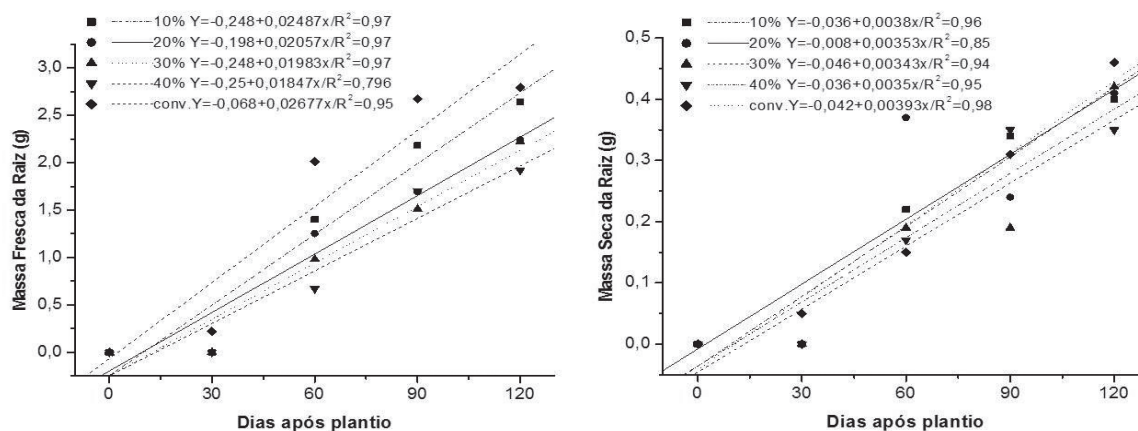 10% Y=-0,248+0,02487x/R²=0,97
20% Y=-0,198+0,02057x/R²=0,97
30% Y=-0,248+0,01983x/R²=0,97
40% Y=-0,25+0,01847x/R²=0,796
conv.Y=-0,068+0,02677x/R²=0,95
Massa Fresca da Raiz (g)
3,0
2,5
2,0
1,5
1,0
0,5
0,0
0 30 60 90 120
Dias após plantio
10% Y=-0,036+0,0038x/R²=0,96
20% Y=-0,008+0,00353x/R²=0,85
30% Y=-0,046+0,00343x/R²=0,94
40% Y=-0,036+0,0035x/R²=0,95
conv.Y=-0,042+0,00393x/R²=0,98
Massa Seca da Raiz (g)
0,5
0,4
0,3
0,2
0,1
0,0
0 30 60 90 120
Dias após plantio